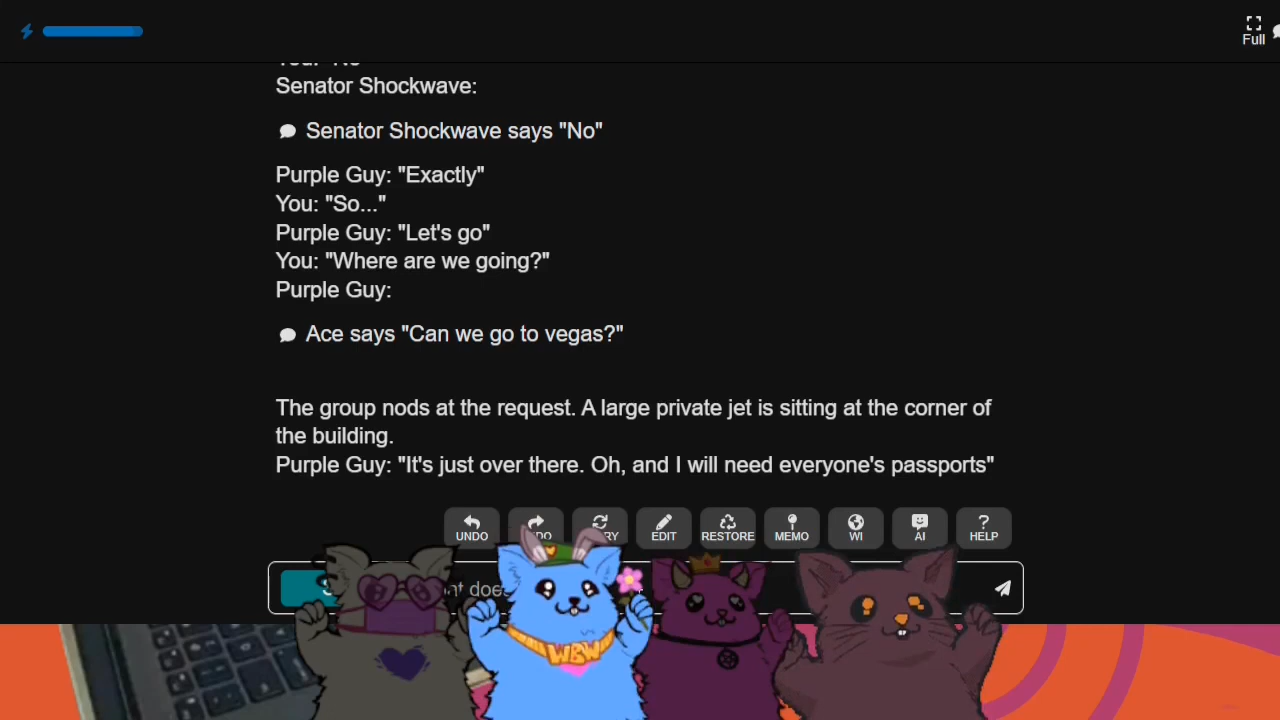 Full
Senator Shockwave:
Senator Shockwave says "No"
Purple Guy: "Exactly"
You: "So..."
Purple Guy: "Let's go"
You: "Where are we going?"
Purple Guy:
Ace says "Can we go to vegas?"
The group nods at the request. A large private jet is sitting at the corner of
the building.
Purple Guy: "It's just over there. Oh, and I will need everyone's passports"
UNDO
EDIT
RESTORE
MEMO
WI
AI
HELP
WBW